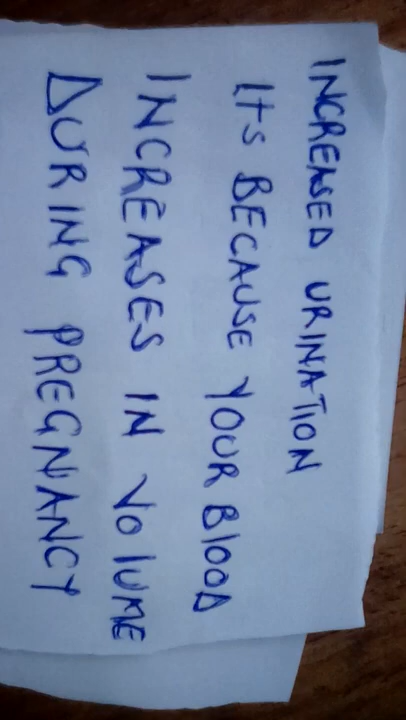 INCREASED URINATION
ITS BECAUSE YOUR BLOOD
INCREASES IN VOLUME
DURING PREGNANCY